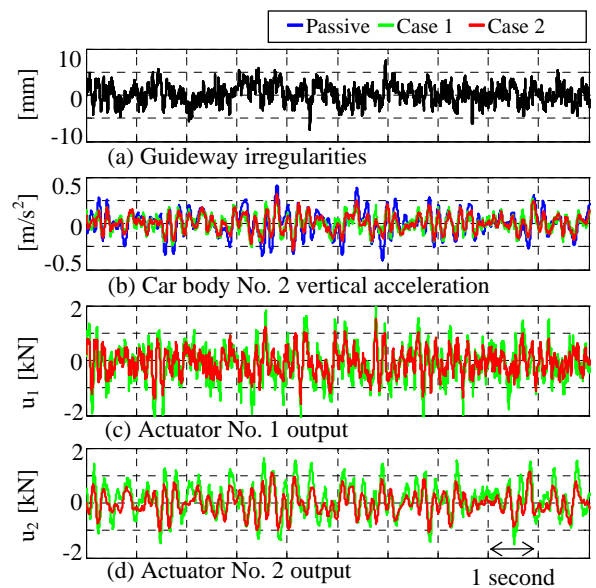 Passive Case 1 Case 2
10
0
-10
[mm]
(a) Guideway irregularities
0.5
0
-0.5
[m/s²]
(b) Car body No. 2 vertical acceleration
2
0
-2
u₁ [kN]
(c) Actuator No. 1 output
2
0
-2
u₂ [kN]
(d) Actuator No. 2 output
1 second